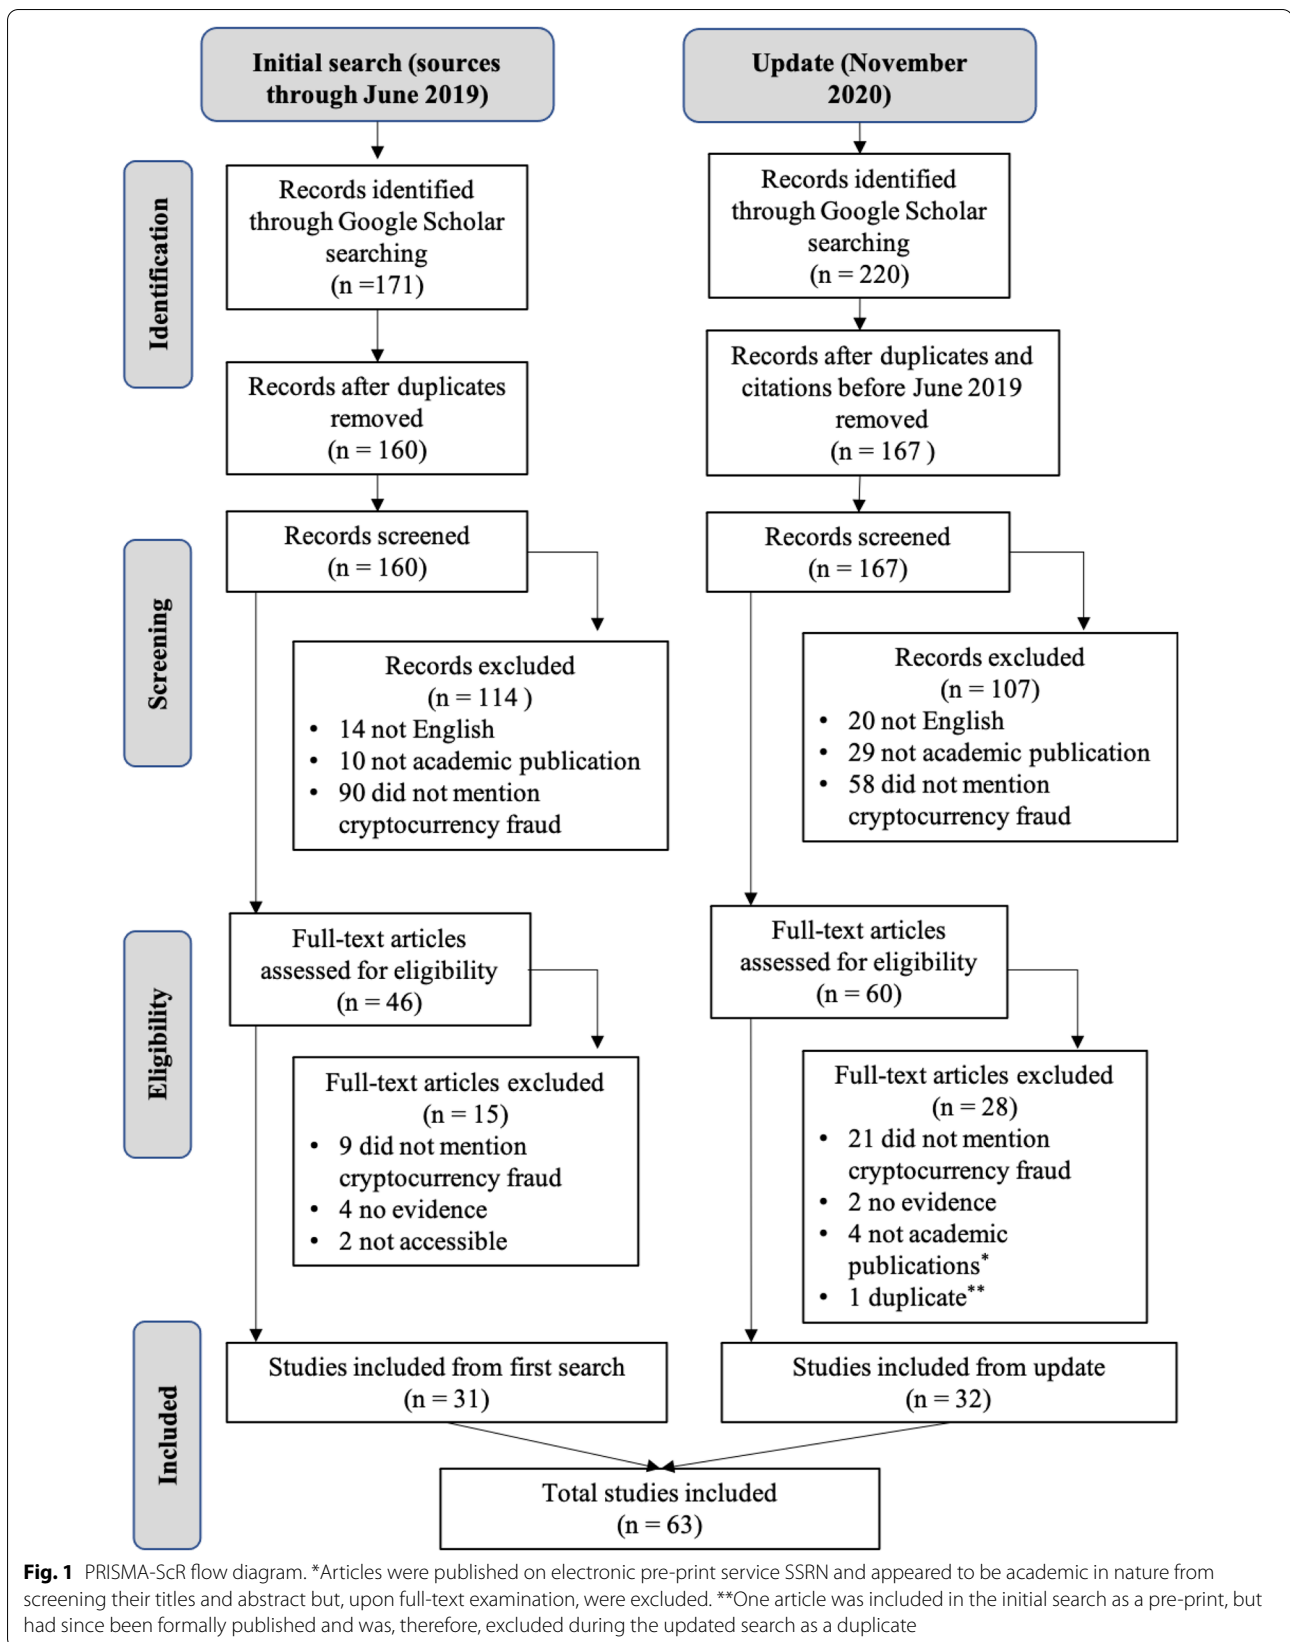 Initial search (sources
through June 2019)
Update (November
2020)
Identification
Records identified
through Google Scholar
searching
(n =171)
Records identified
through Google Scholar
searching
(n = 220)
Records after duplicates
removed
(n = 160)
Records after duplicates and
citations before June 2019
removed
(n = 167 )
Screening
Records screened
(n = 160)
Records screened
(n = 167)
Records excluded
(n = 114 )
• 14 not English
• 10 not academic publication
• 90 did not mention
cryptocurrency fraud
Records excluded
(n = 107)
• 20 not English
• 29 not academic publication
• 58 did not mention
cryptocurrency fraud
Eligibility
Full-text articles
assessed for eligibility
(n = 46)
Full-text articles
assessed for eligibility
(n = 60)
Full-text articles excluded
(n = 15)
• 9 did not mention
cryptocurrency fraud
• 4 no evidence
• 2 not accessible
Full-text articles excluded
(n = 28)
• 21 did not mention
cryptocurrency fraud
• 2 no evidence
• 4 not academic
publications*
• 1 duplicate**
Included
Studies included from first search
(n = 31)
Studies included from update
(n = 32)
Total studies included
(n = 63)
Fig. 1 PRISMA-ScR flow diagram. *Articles were published on electronic pre-print service SSRN and appeared to be academic in nature from
screening their titles and abstract but, upon full-text examination, were excluded. **One article was included in the initial search as a pre-print, but
had since been formally published and was, therefore, excluded during the updated search as a duplicate